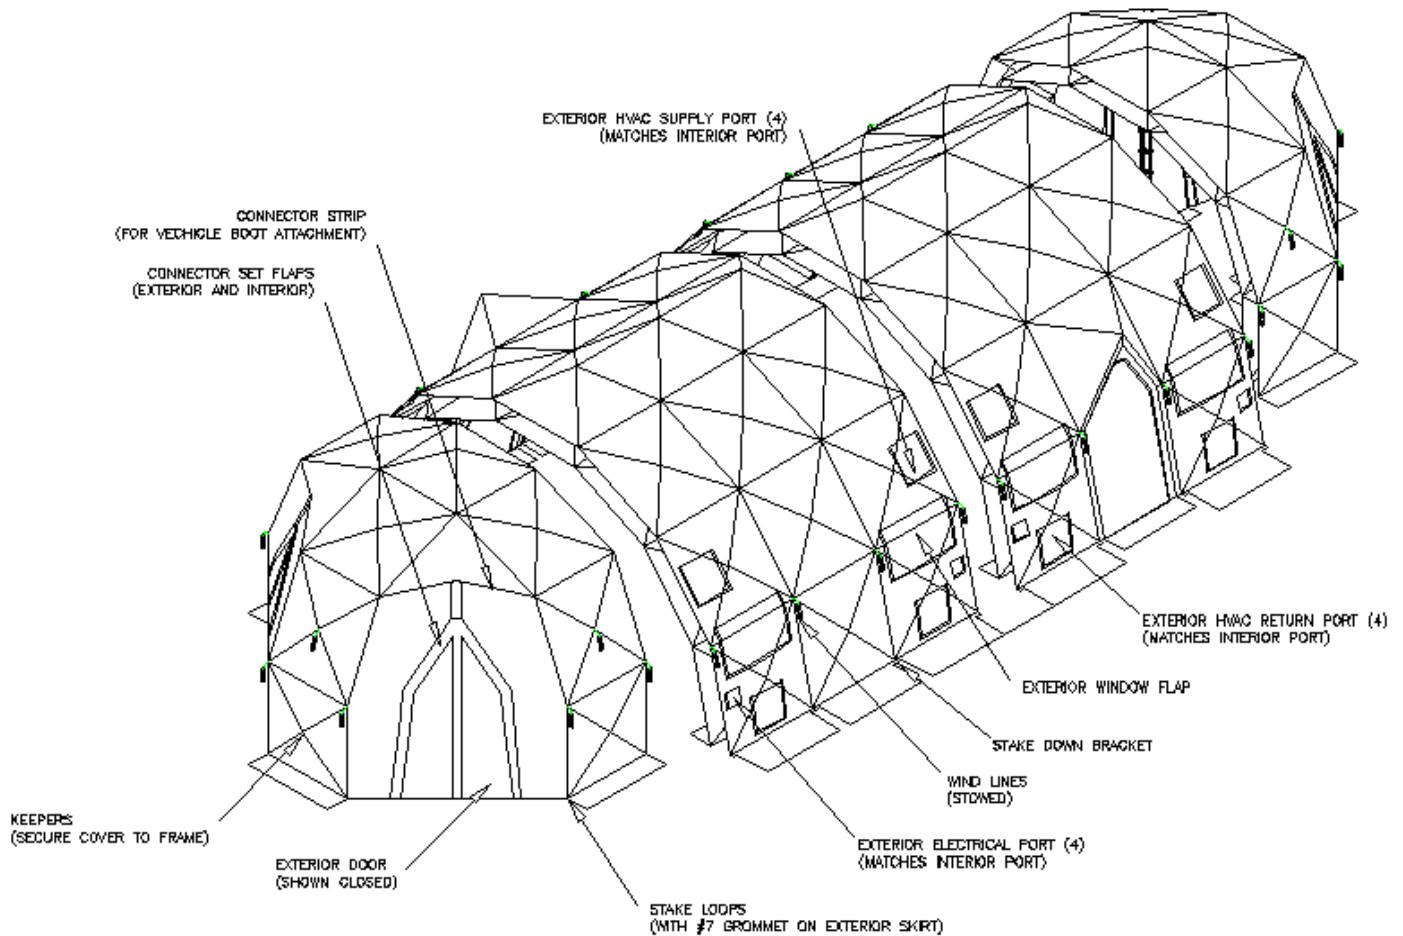 EXTERIOR HVAC SUPPLY PORT (4)
(MATCHES INTERIOR PORT)
CONNECTOR STRIP
(FOR VECHICLE BOOT ATTACHMENT)
CONNECTOR SET FLAPS
(EXTERIOR AND INTERIOR)
EXTERIOR HVAC RETURN PORT (4)
(MATCHES INTERIOR PORT)
EXTERIOR WINDOW FLAP
STAKE DOWN BRACKET
WIND LINES
(STOWED)
KEEPERS
(SECURE COVER TO FRAME)
EXTERIOR ELECTRICAL PORT (4)
(MATCHES INTERIOR PORT)
EXTERIOR DOOR
(SHOWN CLOSED)
STAKE LOOPS
(WITH #7 GROMMET ON EXTERIOR SKIRT)